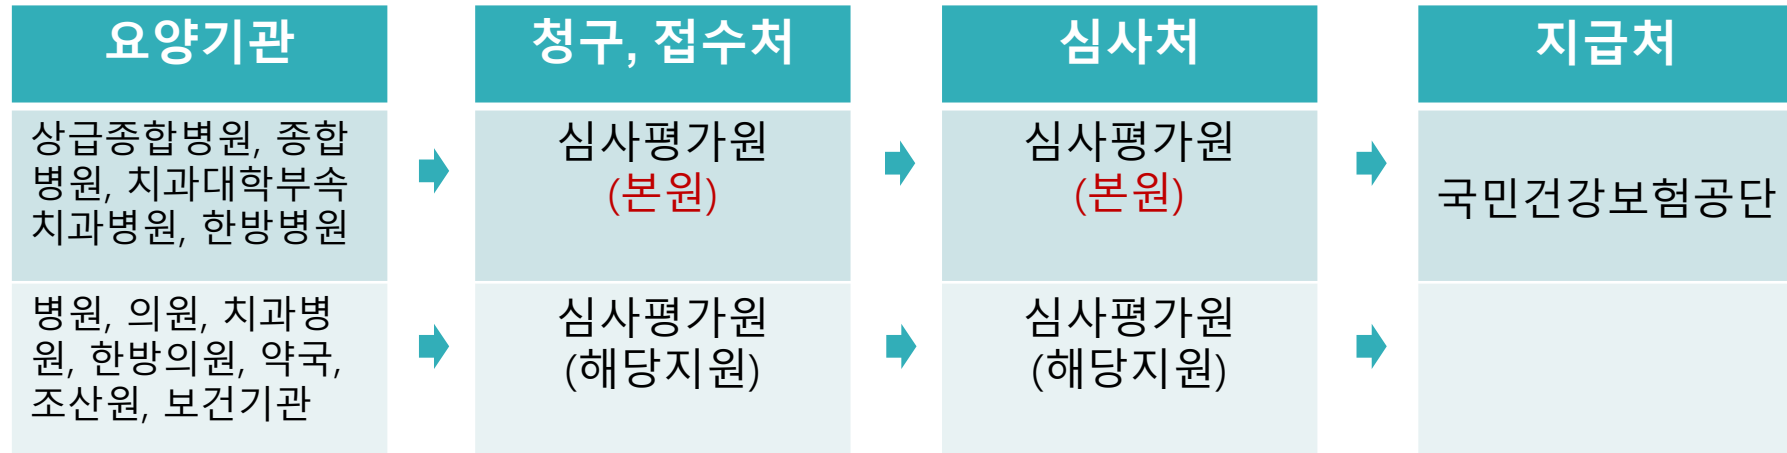 요양기관
청구, 접수처
심사처
지급처
상급종합병원, 종합
병원, 치과대학부속
치과병원, 한방병원
심사평가원
(본원)
심사평가원
(본원)
국민건강보험공단
병원, 의원, 치과병
원, 한방의원, 약국,
조산원, 보건기관
심사평가원
(해당지원)
심사평가원
(해당지원)